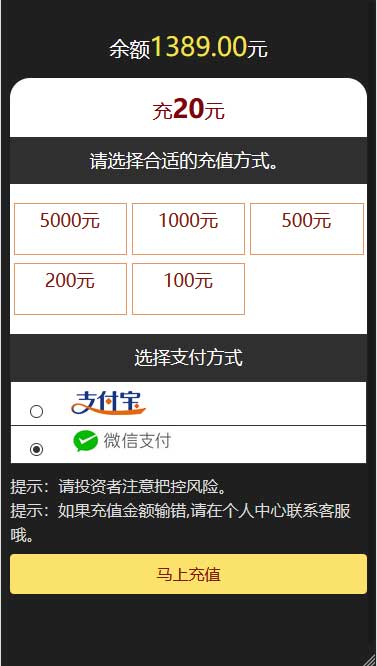 余额1389.00元
充20元
请选择合适的充值方式。
5000元 1000元 500元
200元 100元
选择支付方式
支付宝
微信支付
提示：请投资者注意把控风险。
提示：如果充值金额输错,请在个人中心联系客服
哦。
马上充值